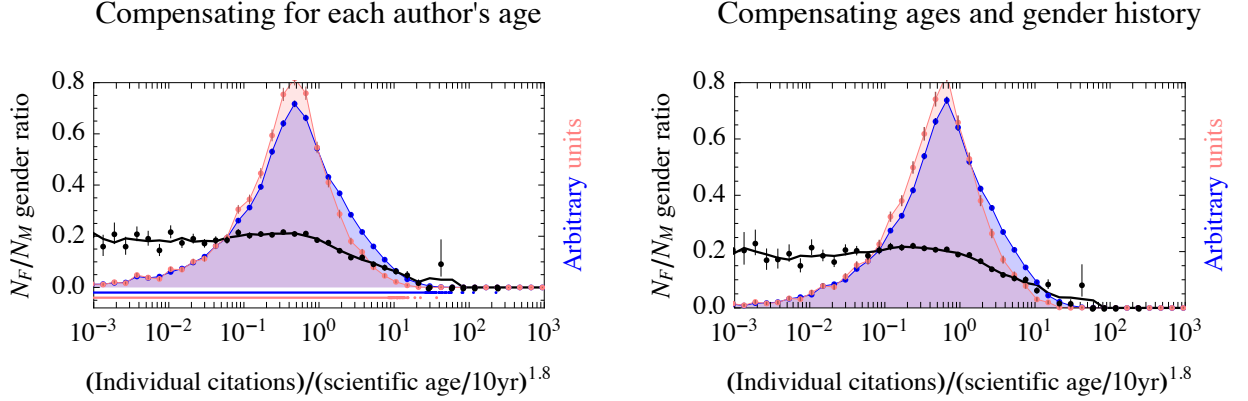 Compensating for each author's age
Compensating ages and gender history
N_F/N_M gender ratio
0.8
0.6
0.4
0.2
0.0
10^−3 10^−2 10^−1 10^0 10^1 10^2 10^3
(Individual citations)/(scientific age/10yr)^1.8
Arbitrary units
N_F/N_M gender ratio
0.8
0.6
0.4
0.2
0.0
10^−3 10^−2 10^−1 10^0 10^1 10^2 10^3
(Individual citations)/(scientific age/10yr)^1.8
Arbitrary units